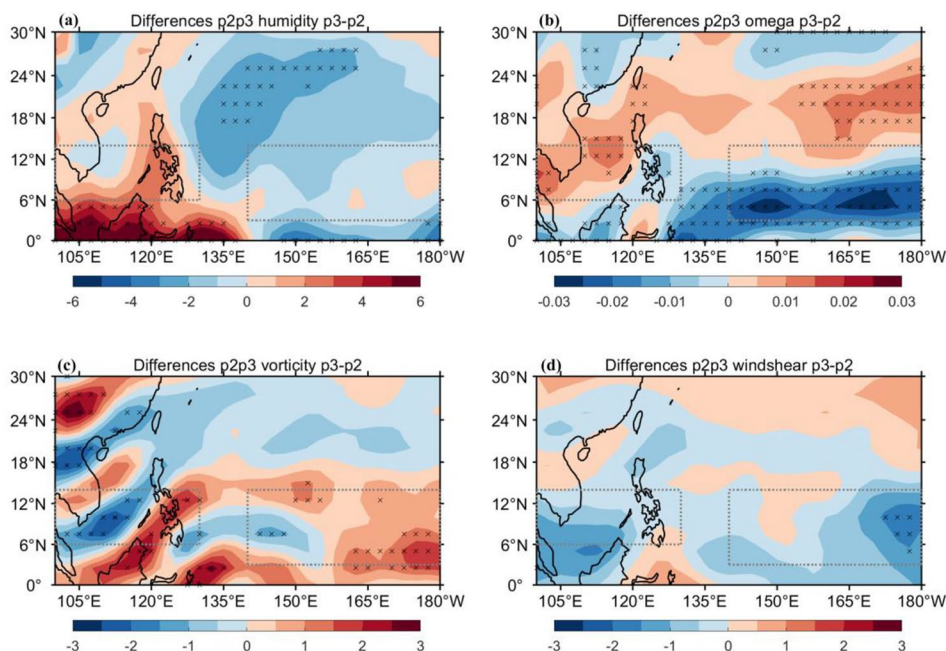 (a) Differences p2p3 humidity p3-p2
30°N
24°N
18°N
12°N
6°N
0°
105°E 120°E 135°E 150°E 165°E 180°W
-6 -4 -2 0 2 4 6
(b) Differences p2p3 omega p3-p2
30°N
24°N
18°N
12°N
6°N
0°
105°E 120°E 135°E 150°E 165°E 180°W
-0.03 -0.02 -0.01 0 0.01 0.02 0.03
(c) Differences p2p3 vorticity p3-p2
30°N
24°N
18°N
12°N
6°N
0°
105°E 120°E 135°E 150°E 165°E 180°W
-3 -2 -1 0 1 2 3
(d) Differences p2p3 windshear p3-p2
30°N
24°N
18°N
12°N
6°N
0°
105°E 120°E 135°E 150°E 165°E 180°W
-3 -2 -1 0 1 2 3